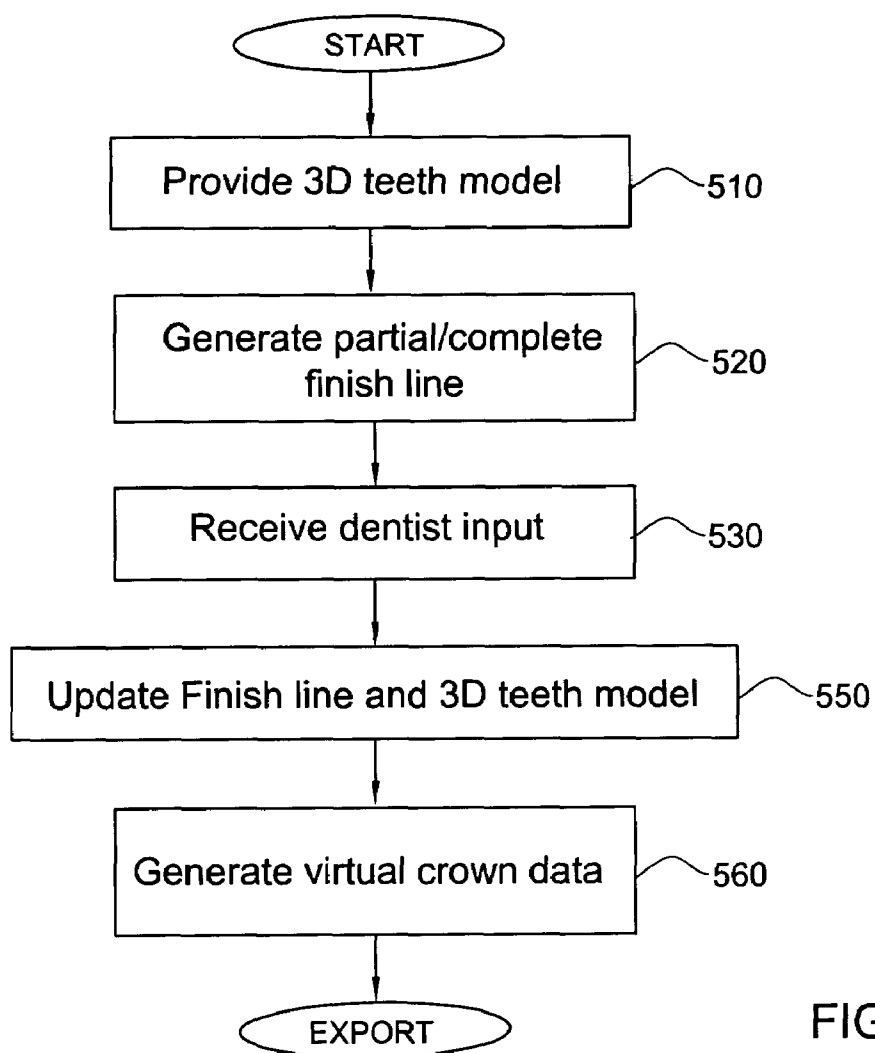 START
Provide 3D teeth model
510
Generate partial/complete
finish line
520
Receive dentist input
530
Update Finish line and 3D teeth model
550
Generate virtual crown data
560
EXPORT
FIG